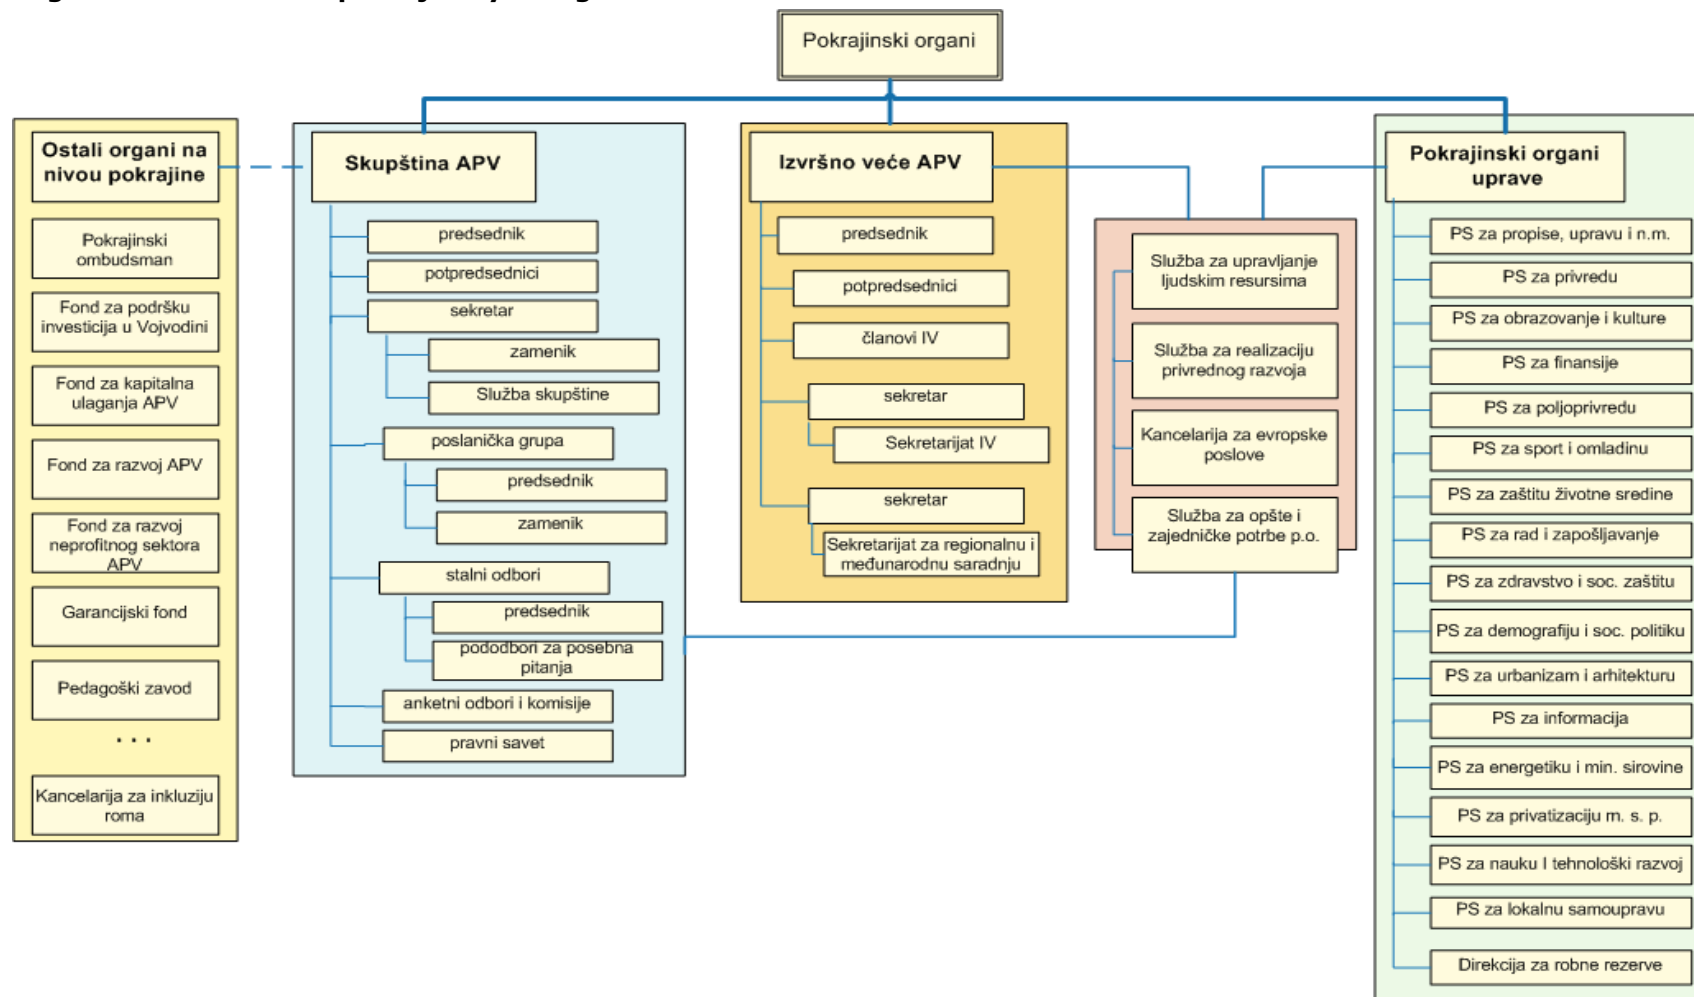 Pokrajinski organi
Ostali organi na
nivou pokrajine
Pokrajinski
ombudsman
Fond za podršku
investicija u Vojvodini
Fond za kapitalna
ulaganja APV
Fond za razvoj APV
Fond za razvoj
neprofitnog sektora
APV
Garancijski fond
Pedagoški zavod
. . .
Kancelarija za inkluziju
roma
Skupština APV
predsednik
potpredsednici
sekretar
zamenik
Služba skupštine
poslanička grupa
predsednik
zamenik
stalni odbori
predsednik
pododbori za posebna
pitanja
anketni odbori i komisije
pravni savet
Izvršno veće APV
predsednik
potpredsednici
članovi IV
sekretar
Sekretarijat IV
sekretar
Sekretarijat za regionalnu i
međunarodnu saradnju
Služba za upravljanje
ljudskim resursima
Služba za realizaciju
privrednog razvoja
Kancelarija za evropske
poslove
Služba za opšte i
zajedničke potrbe p.o.
Pokrajinski organi
uprave
PS za propise, upravu i n.m.
PS za privredu
PS za obrazovanje i kulture
PS za finansije
PS za poljoprivredu
PS za sport i omladinu
PS za zaštitu životne sredine
PS za rad i zapošljavanje
PS za zdravstvo i soc. zaštitu
PS za demografiju i soc. politiku
PS za urbanizam i arhitekturu
PS za informacija
PS za energetiku i min. sirovine
PS za privatizaciju m. s. p.
PS za nauku I tehnološki razvoj
PS za lokalnu samoupravu
Direkcija za robne rezerve